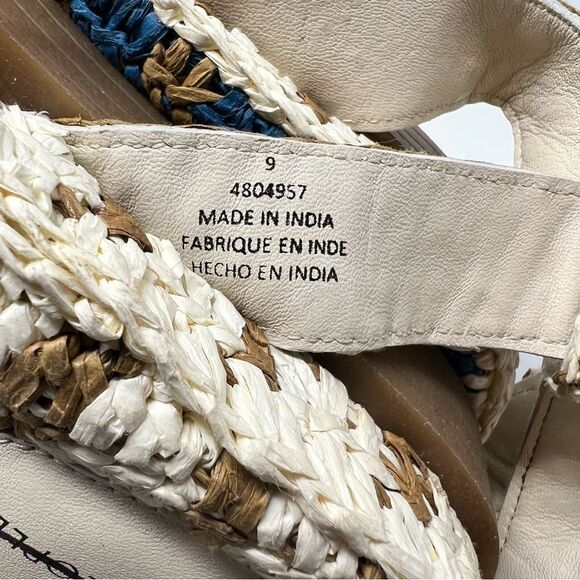 9
4804957
MADE IN INDIA
FABRIQUE EN INDE
HECHO EN INDIA